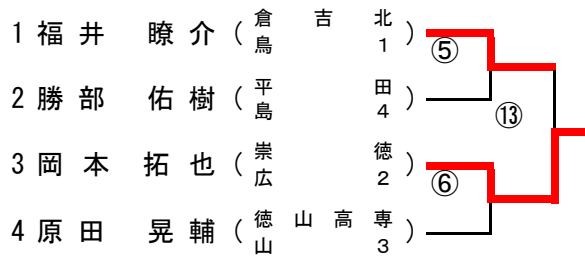 1 福井 瞭介 ( 倉吉北 鳥 1 )
⑤
2 勝部 佑樹 ( 平田 島 4 )
⑬
3 岡本 拓也 ( 崇徳 広 2 )
⑥
4 原田 晃輔 ( 徳山高専 山 3 )